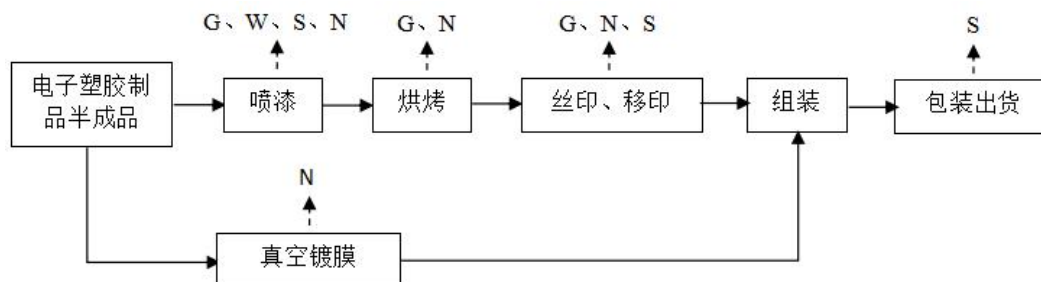 G、W、S、N
G、N
G、N、S
S
电子塑胶制
品半成品
喷漆
烘烤
丝印、移印
组装
包装出货
N
真空镀膜